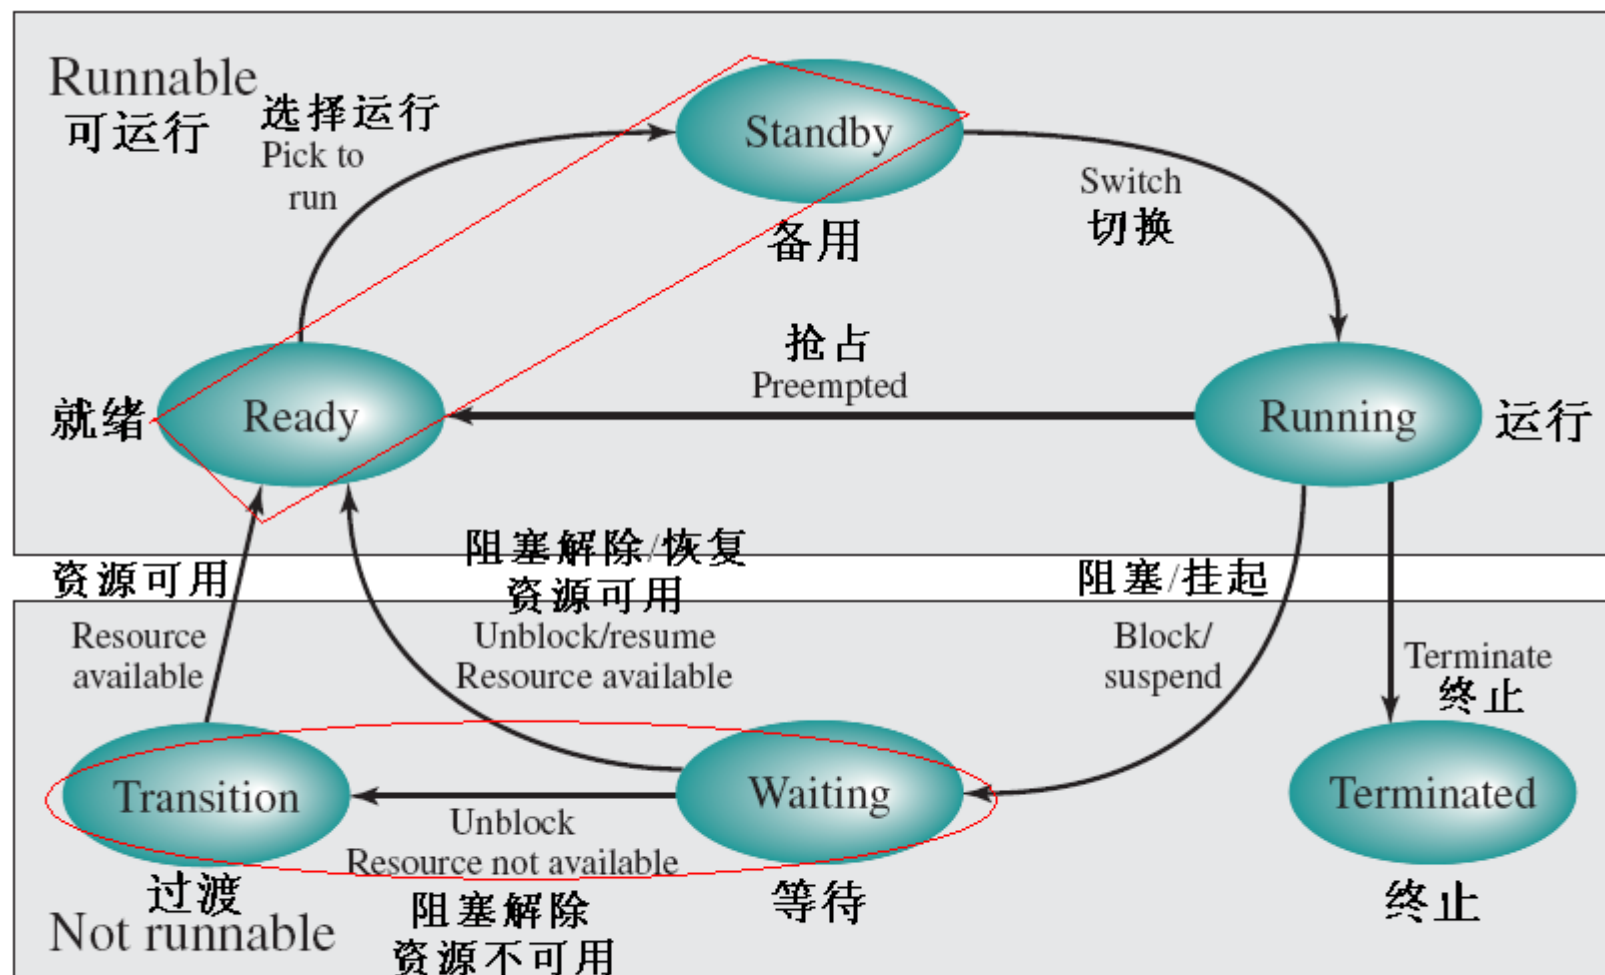 Runnable
可运行
选择运行
Pick to
run
Standby
备用
Switch
切换
抢占
Preempted
就绪
Ready
Running
运行
资源可用
Resource
available
阻塞解除/恢复
资源可用
Unblock/resume
Resource available
阻塞/挂起
Block/
suspend
Terminate
终止
Transition
过渡
Unblock
Resource not available
阻塞解除
资源不可用
Waiting
等待
Terminated
终止
Not runnable